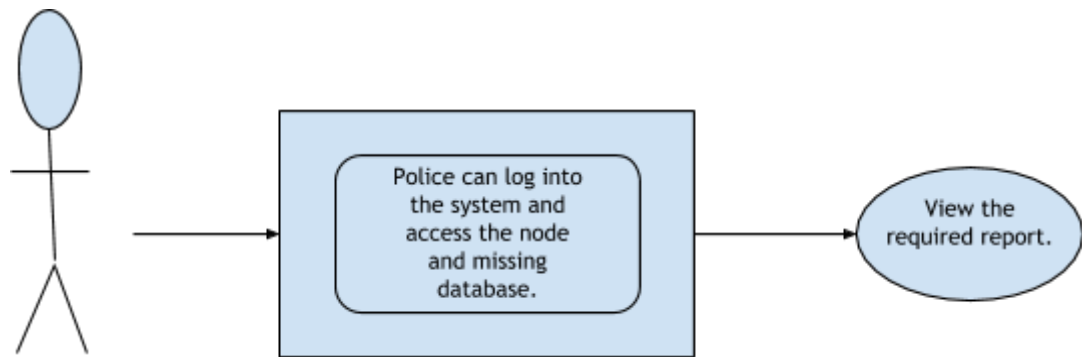 Police can log into
the system and
access the node
and missing
database.
View the
required report.